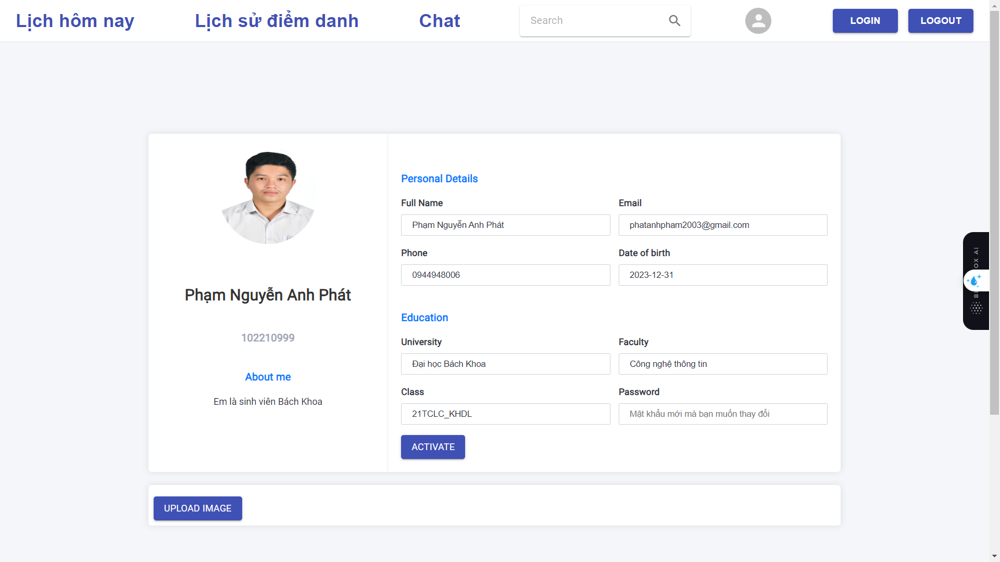 Lịch hôm nay
Lịch sử điểm danh
Chat
Search
LOGIN
LOGOUT
Phạm Nguyễn Anh Phát
102210999
About me
Em là sinh viên Bách Khoa
Personal Details
Full Name
Email
Phạm Nguyễn Anh Phát
phatanhpham2003@gmail.com
Phone
Date of birth
0944948006
2023-12-31
Education
University
Faculty
Đại học Bách Khoa
Công nghệ thông tin
Class
Password
21TCLC_KHDL
Mật khẩu mới mà bạn muốn thay đổi
ACTIVATE
UPLOAD IMAGE
AI